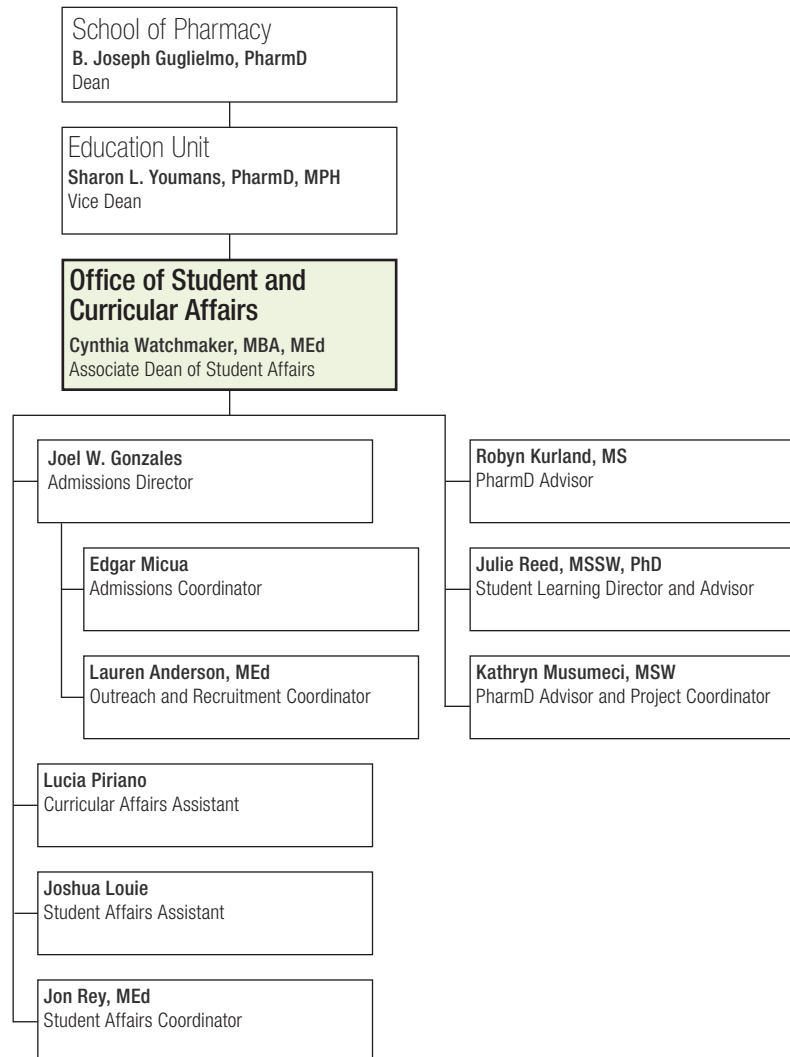 School of Pharmacy
B. Joseph Guglielmo, PharmD
Dean
Education Unit
Sharon L. Youmans, PharmD, MPH
Vice Dean
Office of Student and
Curricular Affairs
Cynthia Watchmaker, MBA, MEd
Associate Dean of Student Affairs
Joel W. Gonzales
Admissions Director
Edgar Micua
Admissions Coordinator
Lauren Anderson, MEd
Outreach and Recruitment Coordinator
Lucia Piriano
Curricular Affairs Assistant
Joshua Louie
Student Affairs Assistant
Jon Rey, MEd
Student Affairs Coordinator
Robyn Kurland, MS
PharmD Advisor
Julie Reed, MSSW, PhD
Student Learning Director and Advisor
Kathryn Musumeci, MSW
PharmD Advisor and Project Coordinator